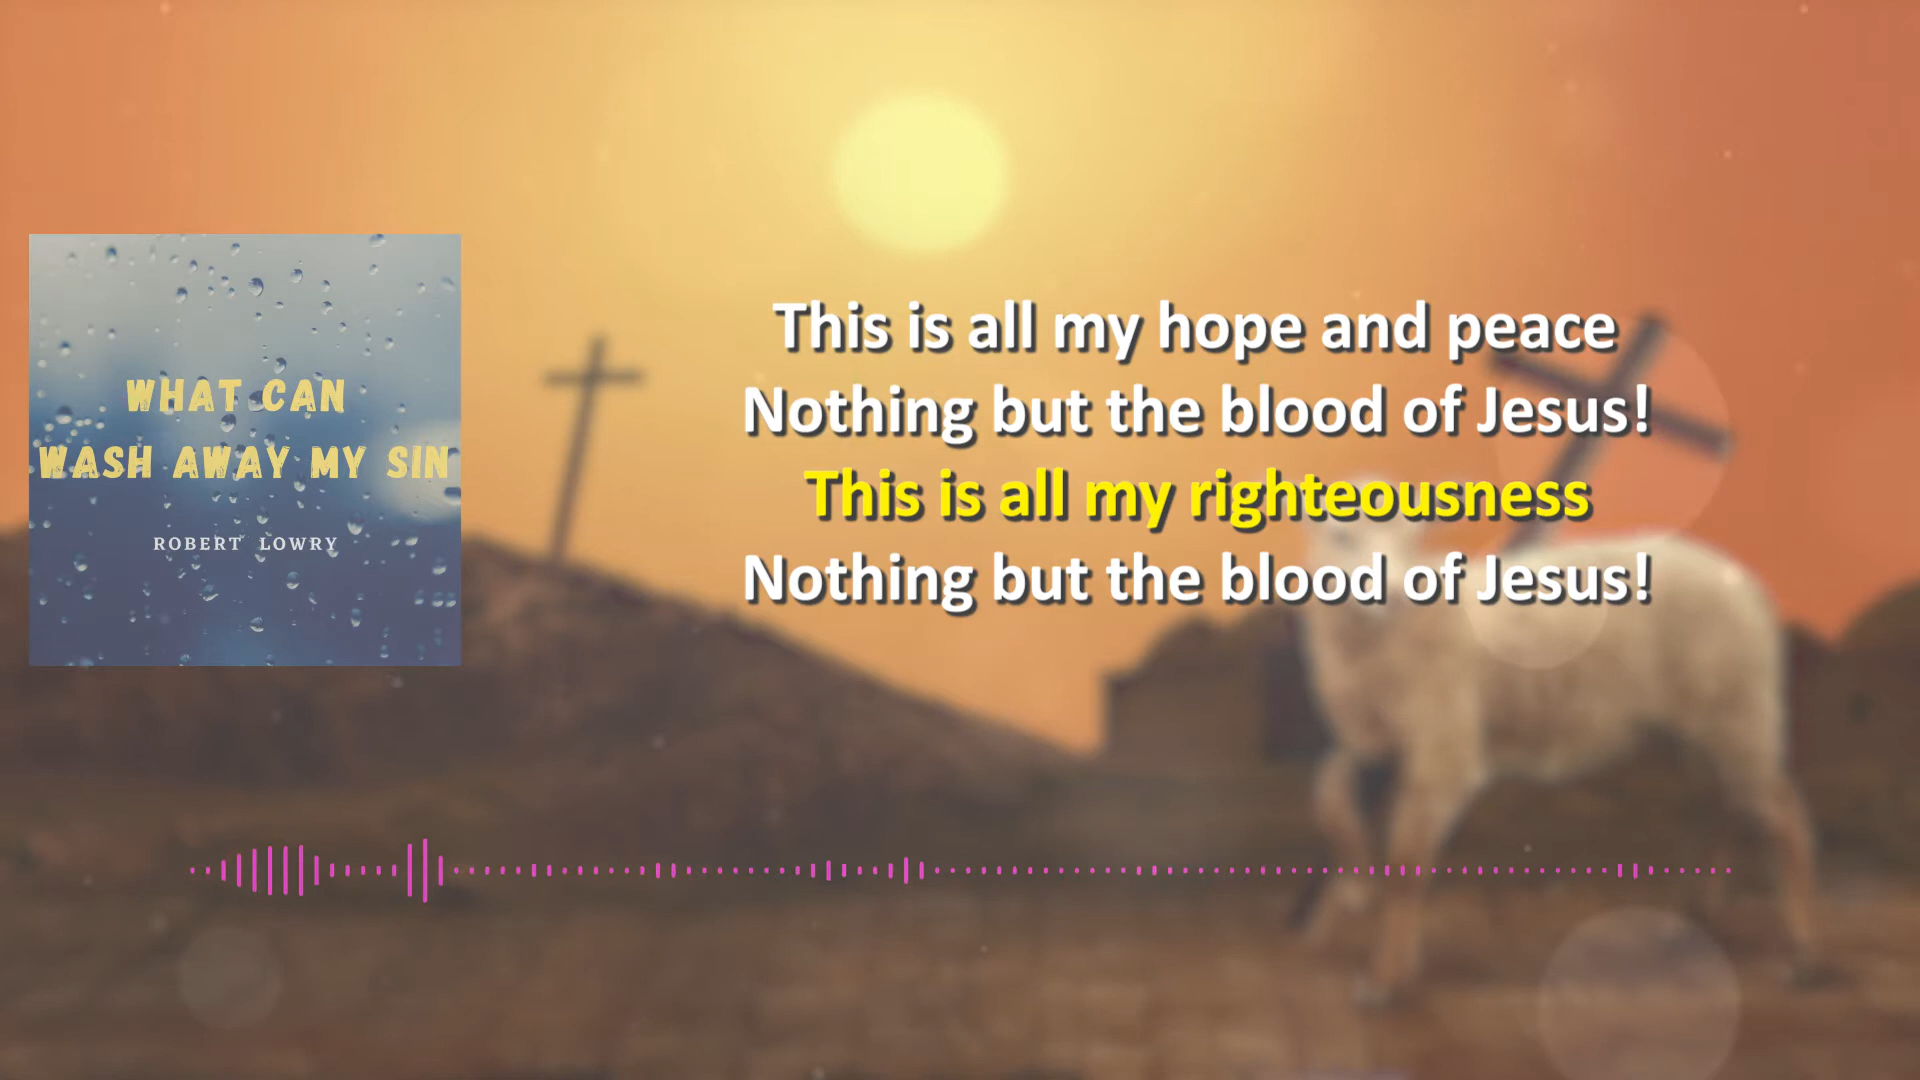 WHAT CAN
WASH AWAY MY SIN
ROBERT LOWRY
This is all my hope and peace
Nothing but the blood of Jesus!
This is all my righteousness
Nothing but the blood of Jesus!